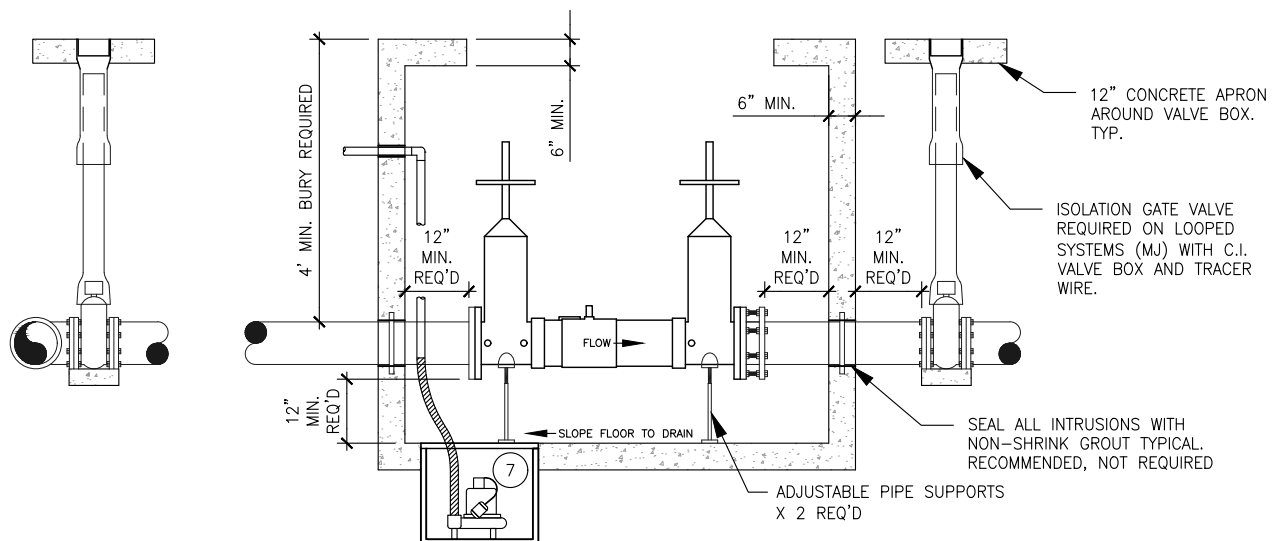 4' MIN. BURY REQUIRED
6" MIN.
6" MIN.
12" CONCRETE APRON
AROUND VALVE BOX.
TYP.
ISOLATION GATE VALVE
REQUIRED ON LOOPED
SYSTEMS (MJ) WITH C.I.
VALVE BOX AND TRACER
WIRE.
12"
MIN.
REQ'D
12"
MIN.
REQ'D
12"
MIN.
REQ'D
FLOW
12"
MIN.
REQ'D
SLOPE FLOOR TO DRAIN
SEAL ALL INTRUSIONS WITH
NON-SHRINK GROUT TYPICAL.
RECOMMENDED, NOT REQUIRED
7
ADJUSTABLE PIPE SUPPORTS
X 2 REQ'D